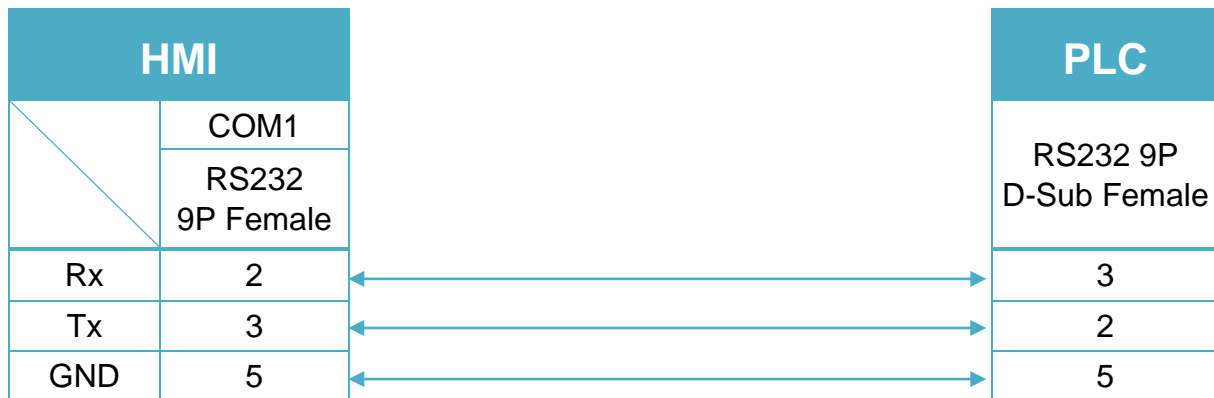 HMI
PLC
COM1
RS232
9P Female
RS232 9P
D-Sub Female
Rx 2 3
Tx 3 2
GND 5 5